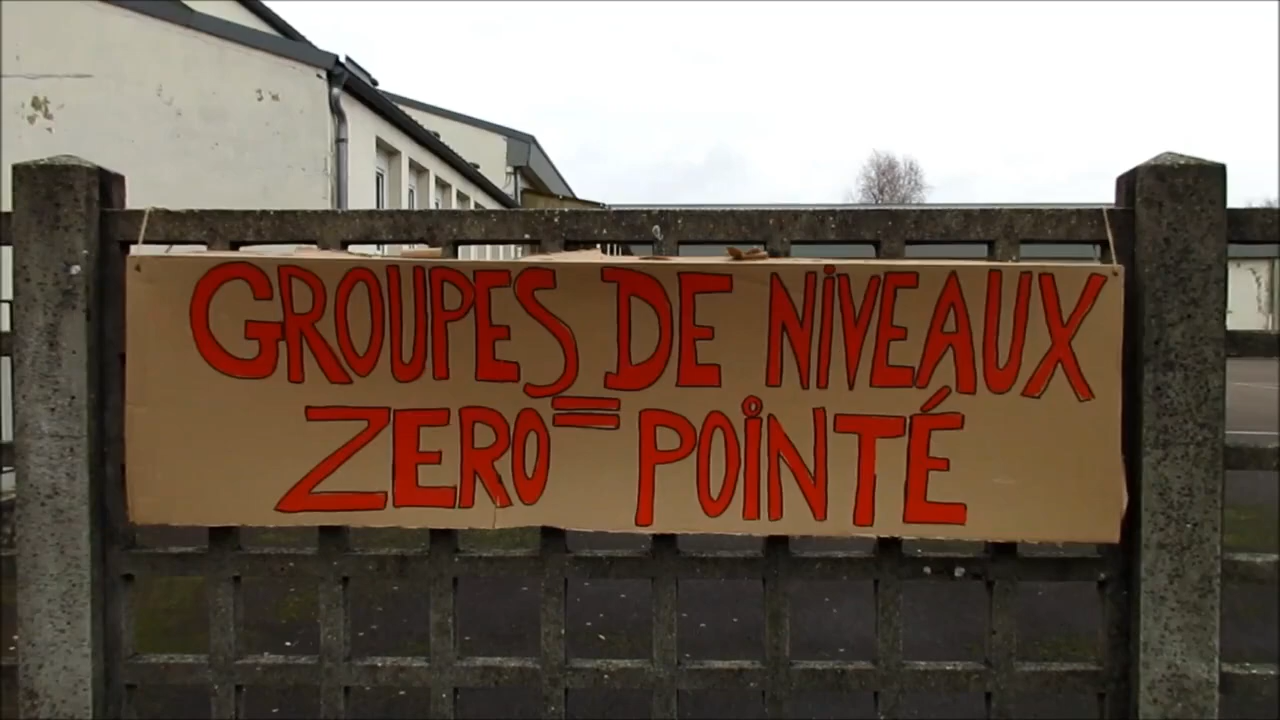 GROUPES DE NiVEAUX
=
ZERO POiNTÉ